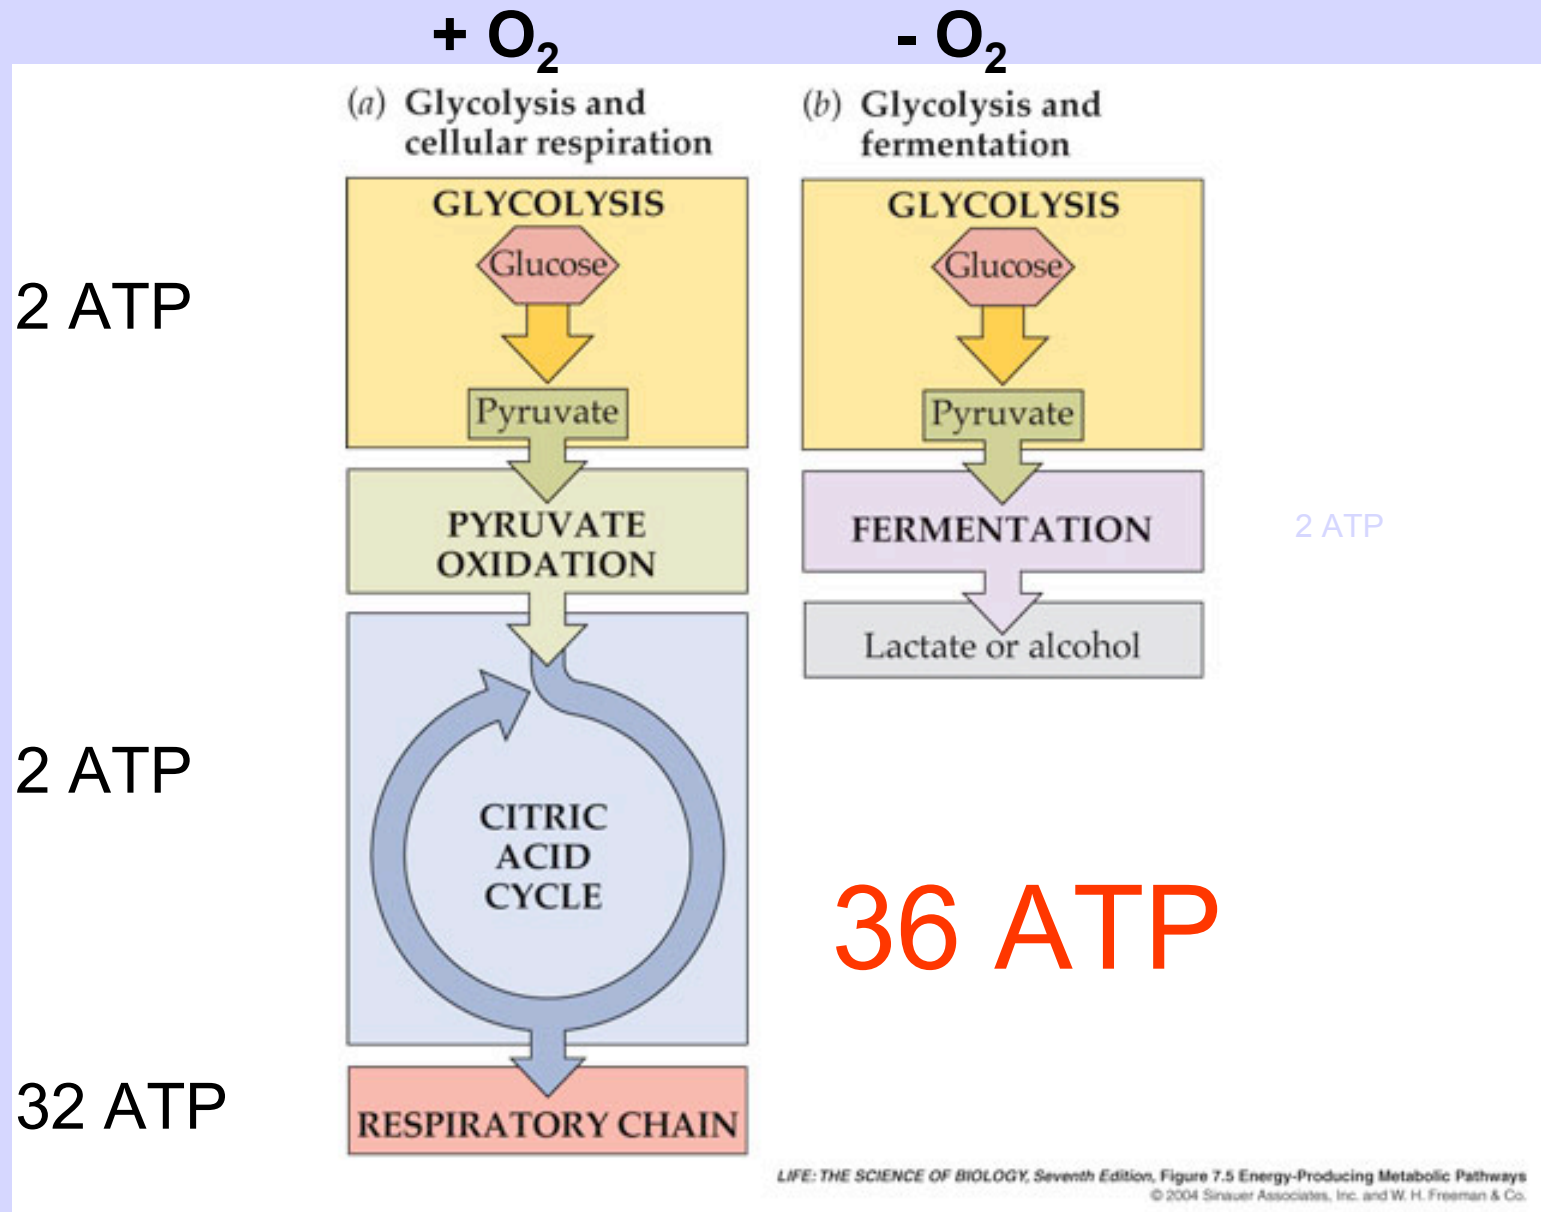 + O₂
- O₂
(a) Glycolysis and
cellular respiration
(b) Glycolysis and
fermentation
GLYCOLYSIS
Glucose
Pyruvate
PYRUVATE
OXIDATION
CITRIC
ACID
CYCLE
RESPIRATORY CHAIN
GLYCOLYSIS
Glucose
Pyruvate
FERMENTATION
Lactate or alcohol
2 ATP
2 ATP
32 ATP
2 ATP
36 ATP
LIFE: THE SCIENCE OF BIOLOGY, Seventh Edition, Figure 7.5 Energy-Producing Metabolic Pathways
© 2004 Sinauer Associates, Inc. and W. H. Freeman & Co.